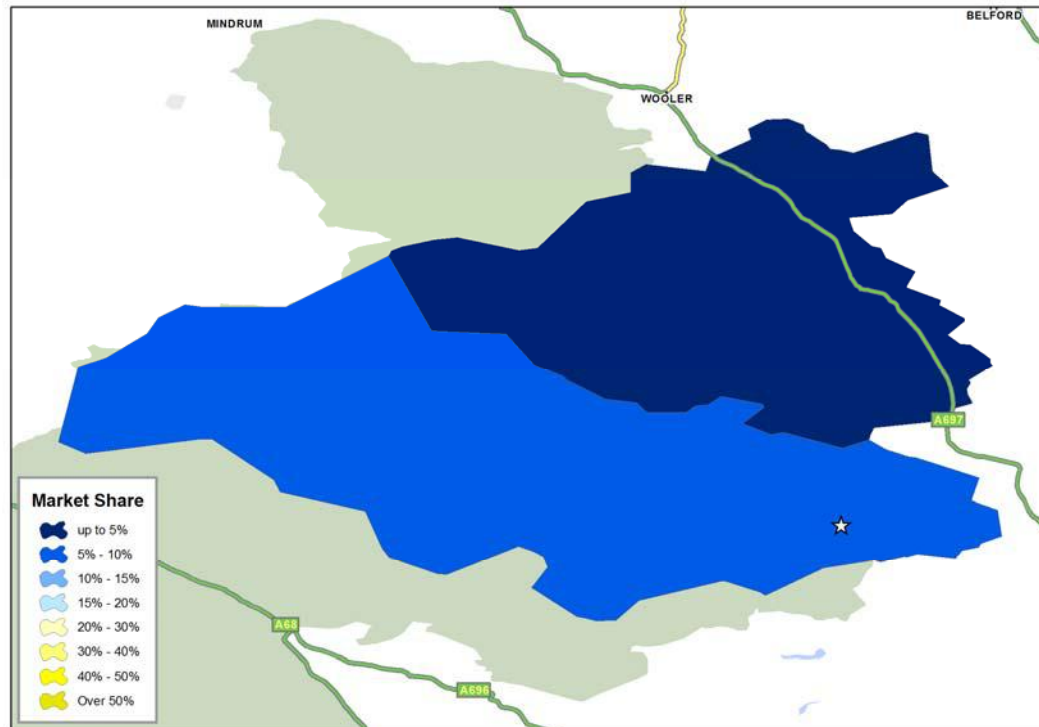 MINDRUM
BELFORD
WOOLER
A697
Market Share
up to 5%
5% - 10%
10% - 15%
15% - 20%
20% - 30%
30% - 40%
40% - 50%
Over 50%
A68
A696